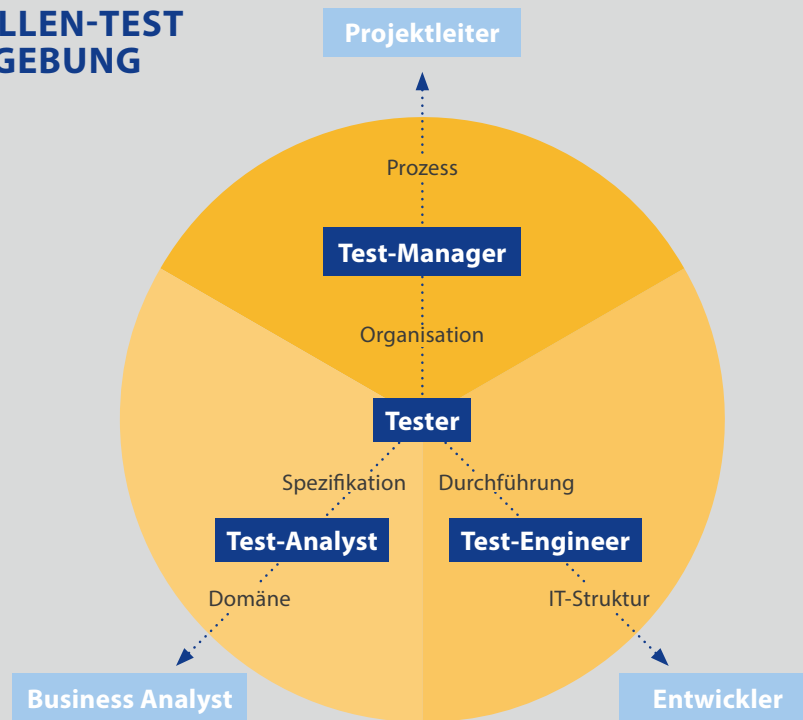 LLEN-TEST
GEBUNG
Projektleiter
Prozess
Test-Manager
Organisation
Tester
Spezifikation
Durchführung
Test-Analyst
Test-Engineer
Domäne
IT-Struktur
Business Analyst
Entwickler